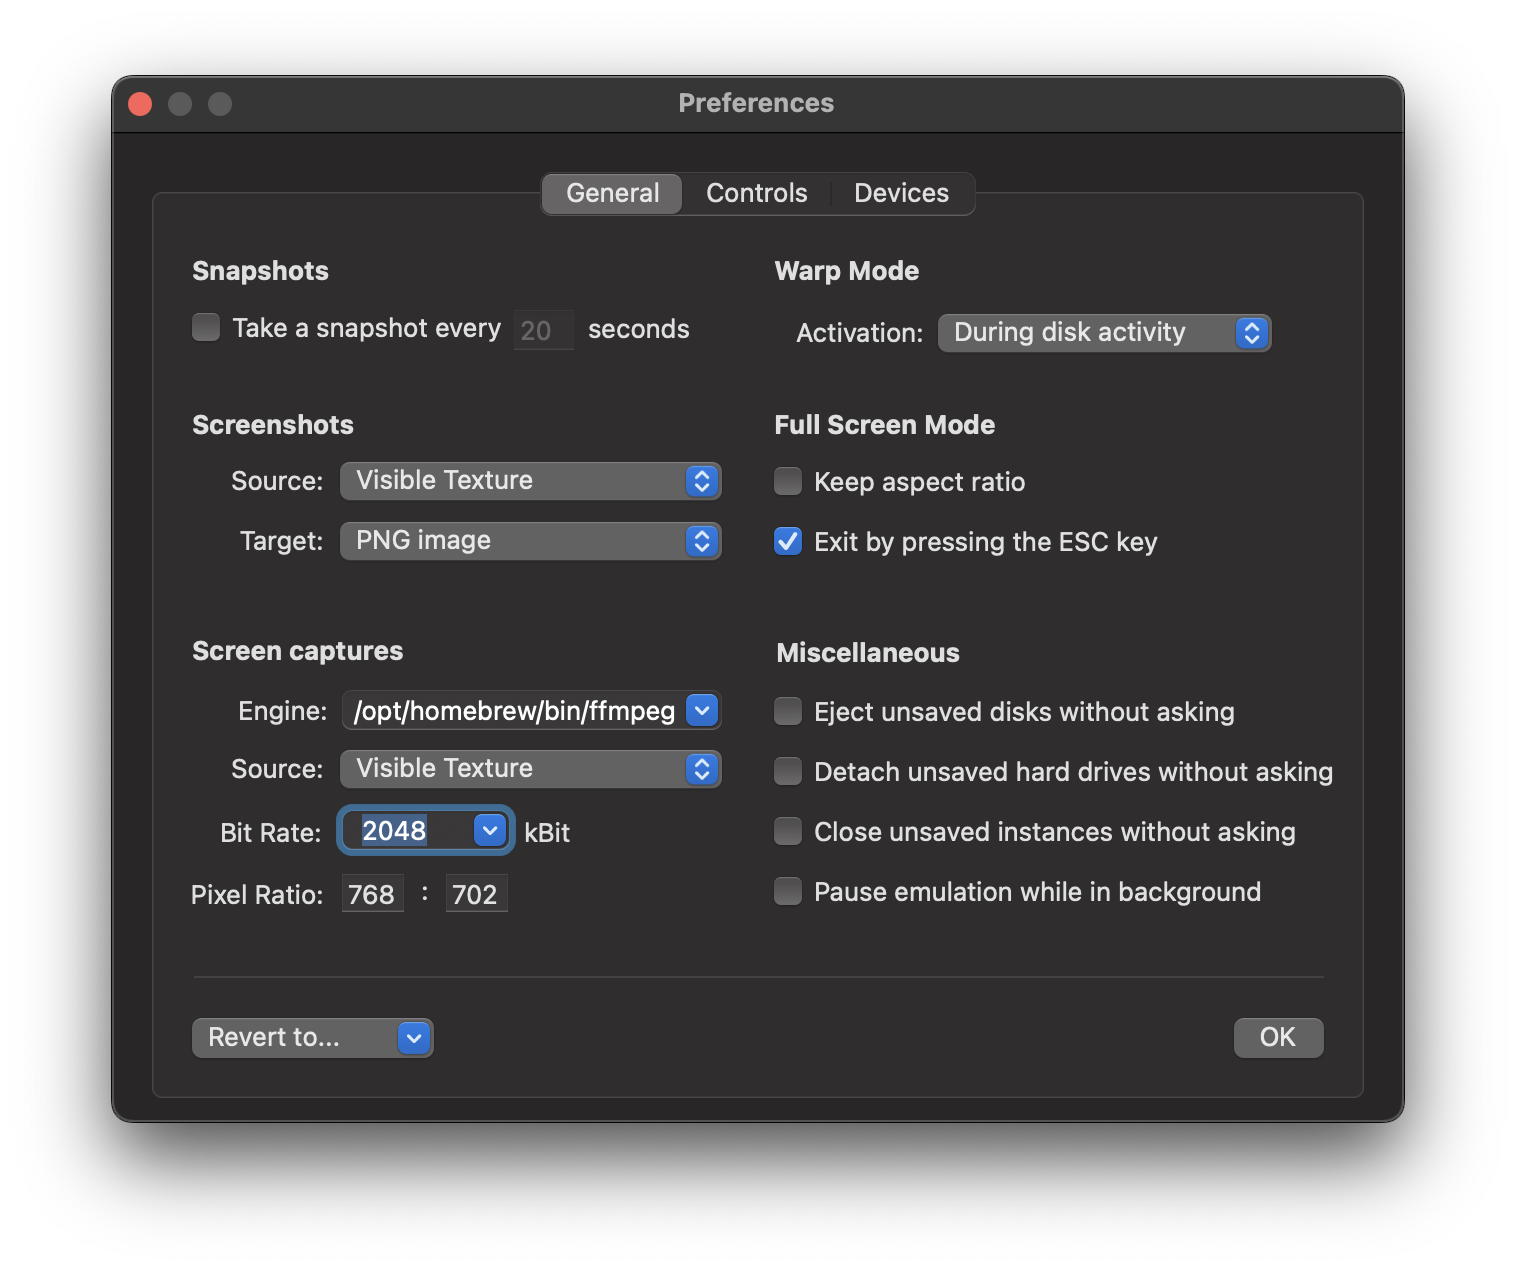 Preferences
General Controls Devices
Snapshots
Take a snapshot every 20 seconds
Screenshots
Source: Visible Texture
Target: PNG image
Screen captures
Engine: /opt/homebrew/bin/ffmpeg
Source: Visible Texture
Bit Rate: 2048 kBit
Pixel Ratio: 768 : 702
Warp Mode
Activation: During disk activity
Full Screen Mode
Keep aspect ratio
Exit by pressing the ESC key
Miscellaneous
Eject unsaved disks without asking
Detach unsaved hard drives without asking
Close unsaved instances without asking
Pause emulation while in background
Revert to...
OK